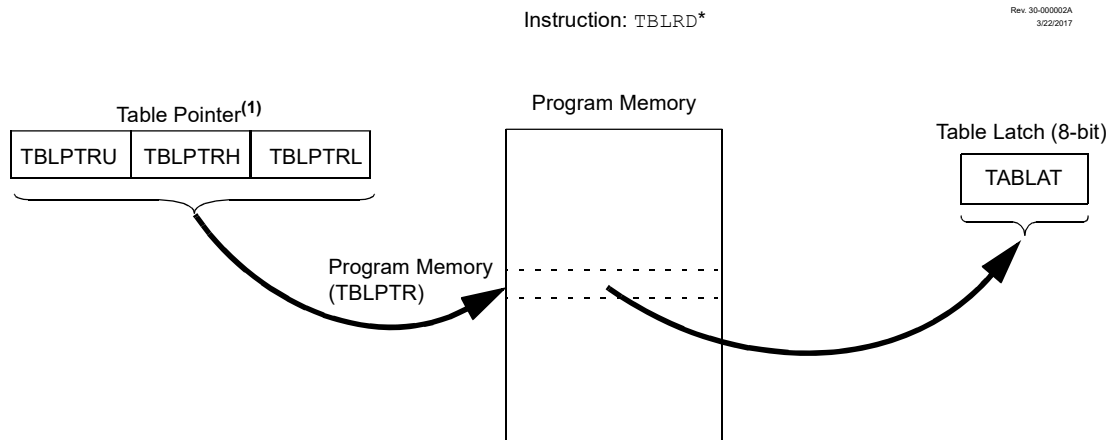 Instruction: TBLRD*
Rev. 30-000002A
3/22/2017
Table Pointer(1)
Program Memory
Table Latch (8-bit)
TBLPTRU TBLPTRH TBLPTRL
TABLAT
Program Memory
(TBLPTR)